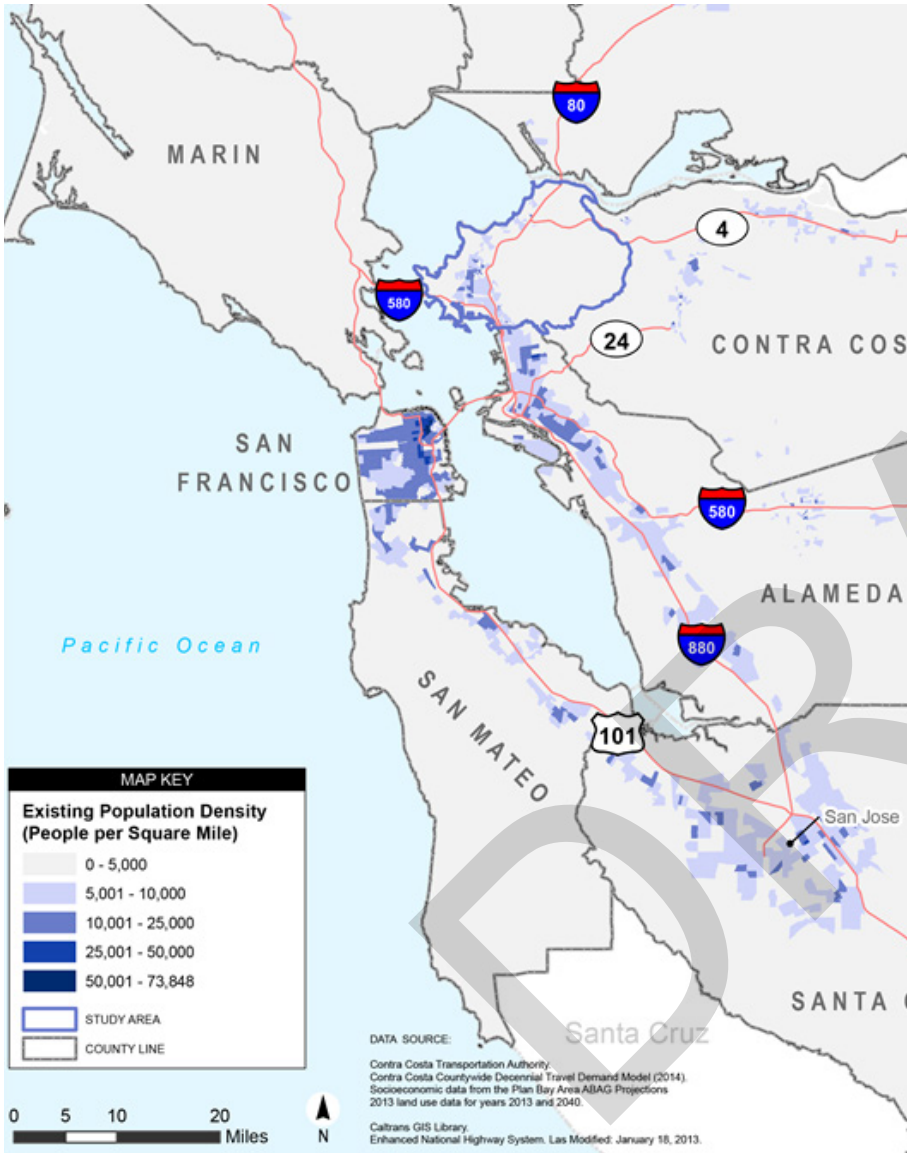 80
MARIN
4
580
24
CONTRA COS
SAN
FRANCISCO
580
ALAMEDA
Pacific Ocean
880
SAN MATEO
101
MAP KEY
Existing Population Density
(People per Square Mile)
0 - 5,000
5,001 - 10,000
10,001 - 25,000
25,001 - 50,000
50,001 - 73,848
STUDY AREA
COUNTY LINE
San Jose
SANTA C
Santa Cruz
DATA SOURCE:
Contra Costa Transportation Authority.
Contra Costa Countywide Decennial Travel Demand Model (2014).
Socioeconomic data from the Plan Bay Area ABAG Projections
2013 land use data for years 2013 and 2040.
Caltrans GIS Library.
Enhanced National Highway System. Las Modified: January 18, 2013.
0 5 10 20
Miles
N
DR